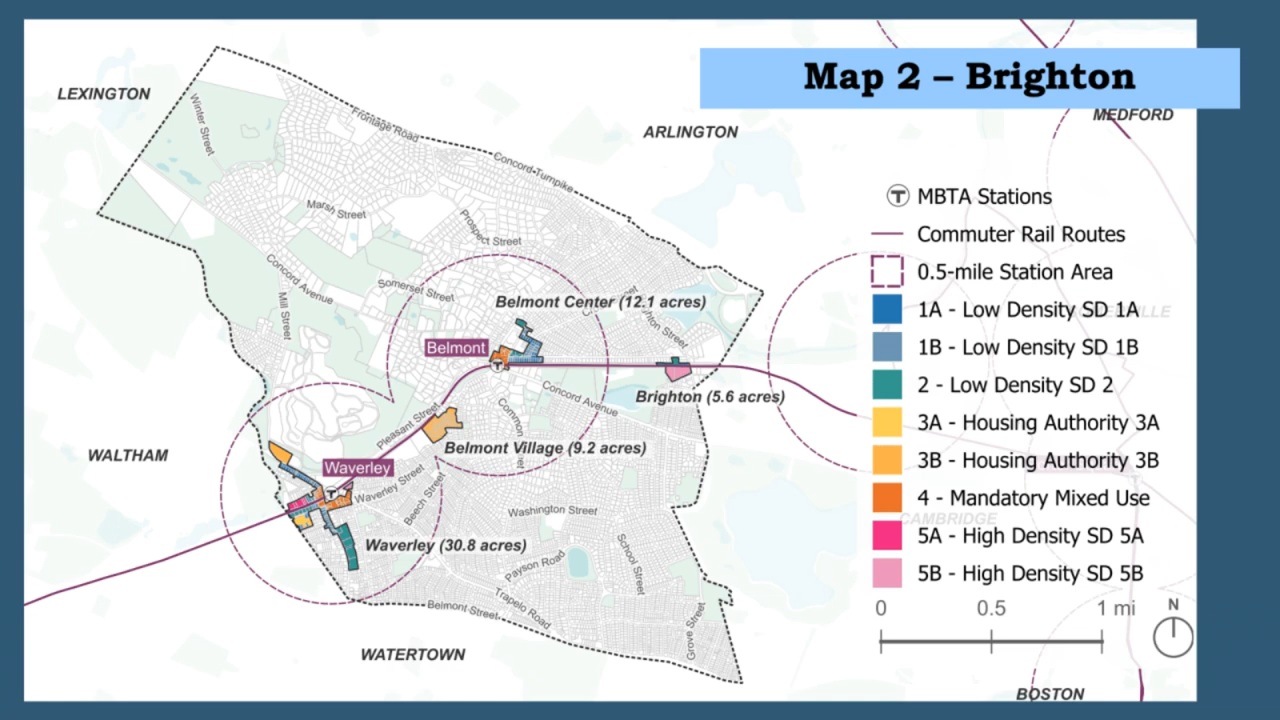 Map 2 – Brighton
LEXINGTON
ARLINGTON
MEDFORD
Winter Street
Frontage Road
Concord Turnpike
Marsh Street
Prospect Street
Concord Avenue
Somerset Street
Mill Street
Belmont Center (12.1 acres)
Belmont
Brighton (5.6 acres)
Concord Avenue
Pleasant Street
Common
Belmont Village (9.2 acres)
WALTHAM
Waverley
Waverley Street
Beech Street
Washington Street
Waverley (30.8 acres)
School Street
Payson Road
Trapelo Road
Belmont Street
Grove Street
WATERTOWN
MBTA Stations
Commuter Rail Routes
0.5-mile Station Area
1A - Low Density SD 1A
1B - Low Density SD 1B
2 - Low Density SD 2
3A - Housing Authority 3A
3B - Housing Authority 3B
4 - Mandatory Mixed Use
CAMBRIDGE
5A - High Density SD 5A
5B - High Density SD 5B
0 0.5 1 mi
N
BOSTON